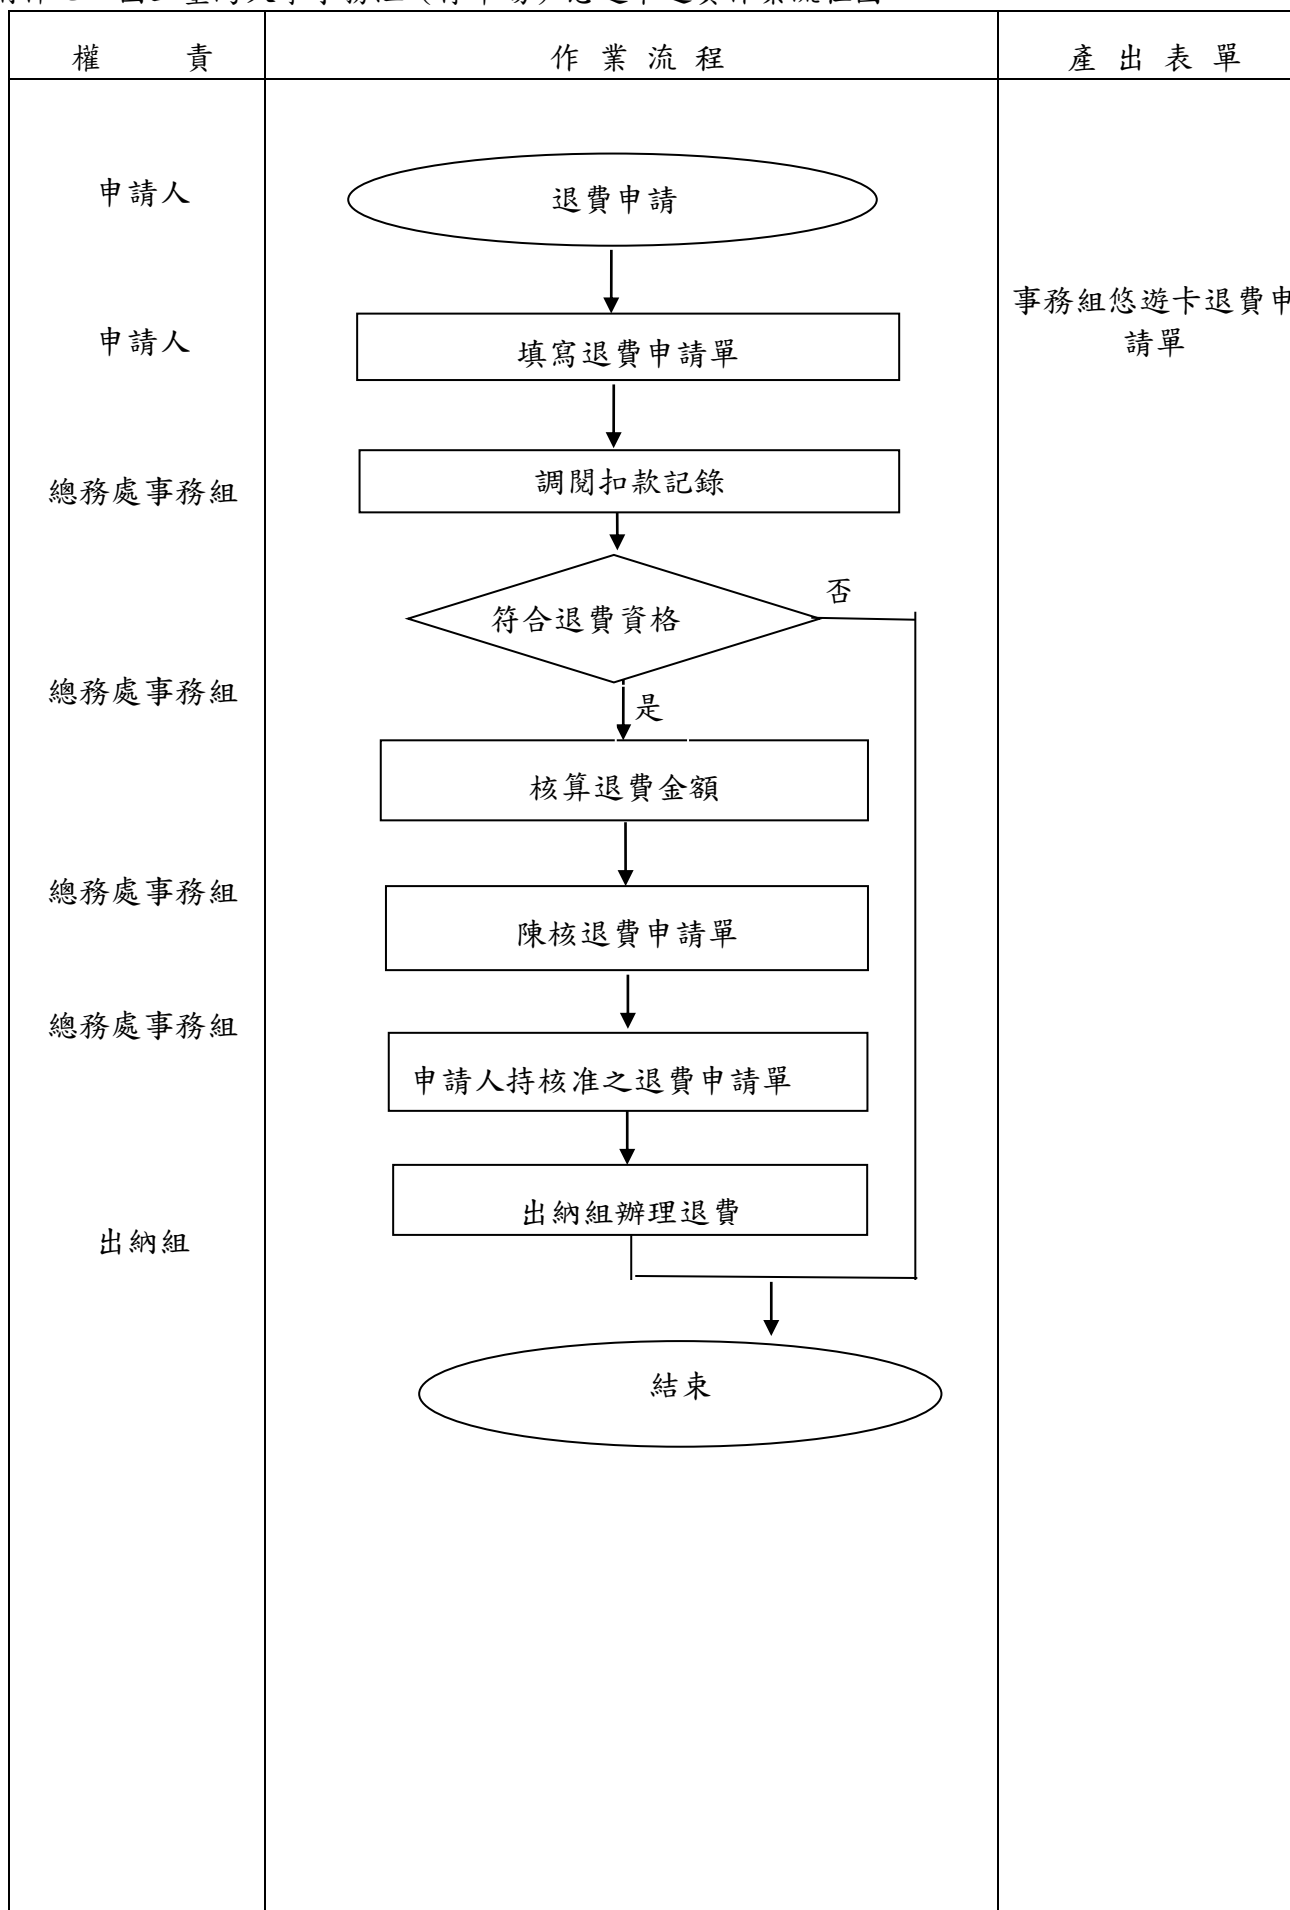 權 責 作 業 流 程 產 出 表 單
申請人 退費申請
事務組悠遊卡退費申
請單
申請人 填寫退費申請單
總務處事務組 調閱扣款記錄
否
符合退費資格
總務處事務組 是
核算退費金額
總務處事務組
陳核退費申請單
總務處事務組
申請人持核准之退費申請單
出納組辦理退費
出納組
結束